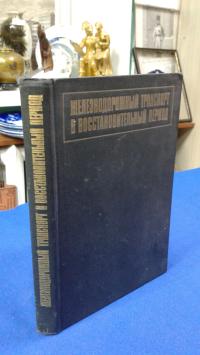 ЖЕЛЕЗНОДОРОЖНЫЙ ТРАНСПОРТ
В ВОССТАНОВИТЕЛЬНЫЙ ПЕРИОД
ЖЕЛЕЗНОДОРОЖНЫЙ ТРАНСПОРТ В ВОССТАНОВИТЕЛЬНЫЙ ПЕРИОД